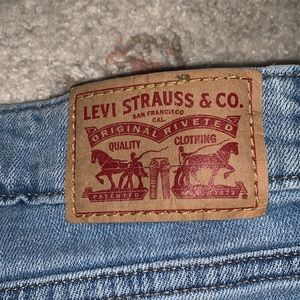 LEVI STRAUSS & CO.
SAN FRANCISCO
CAL.
ORIGINAL RIVETED
QUALITY CLOTHING
PATENTED